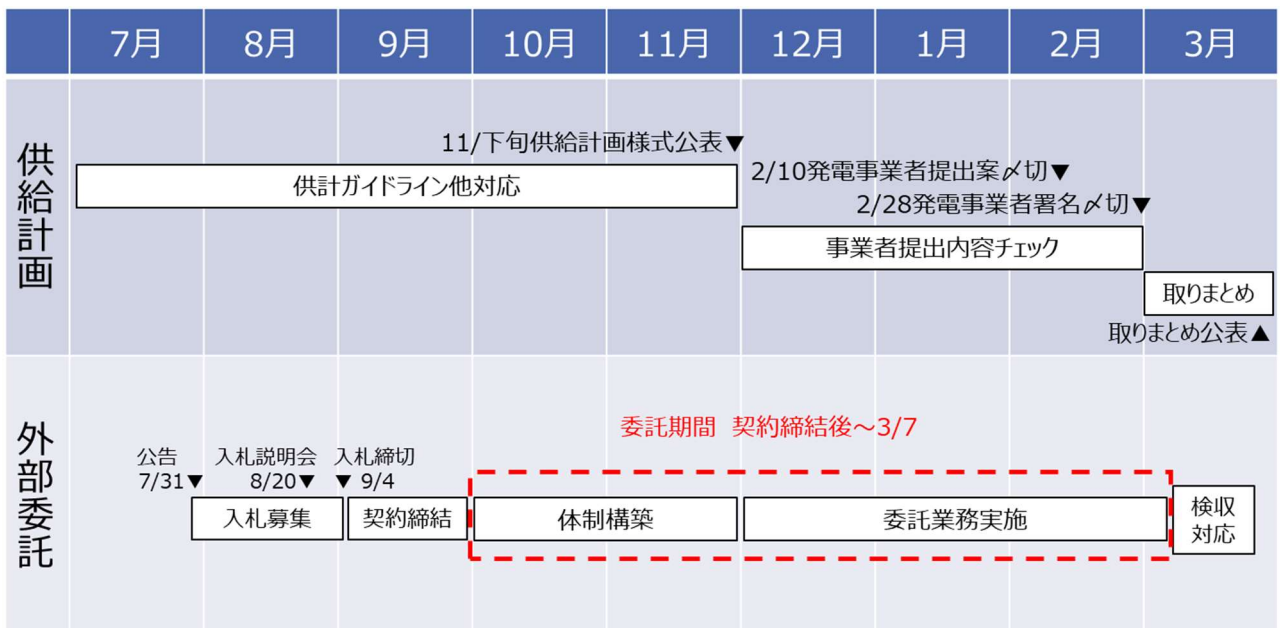 7月 8月 9月 10月 11月 12月 1月 2月 3月
供給計画
11/下旬供給計画様式公表▼
供計ガイドライン他対応
2/10発電事業者提出案〆切▼
2/28発電事業者署名〆切▼
事業者提出内容チェック
取りまとめ
取りまとめ公表▲
外部委託
委託期間 契約締結後～3/7
公告
7/31▼
入札説明会
8/20▼
入札締切
▼ 9/4
入札募集
契約締結
体制構築
委託業務実施
検収
対応